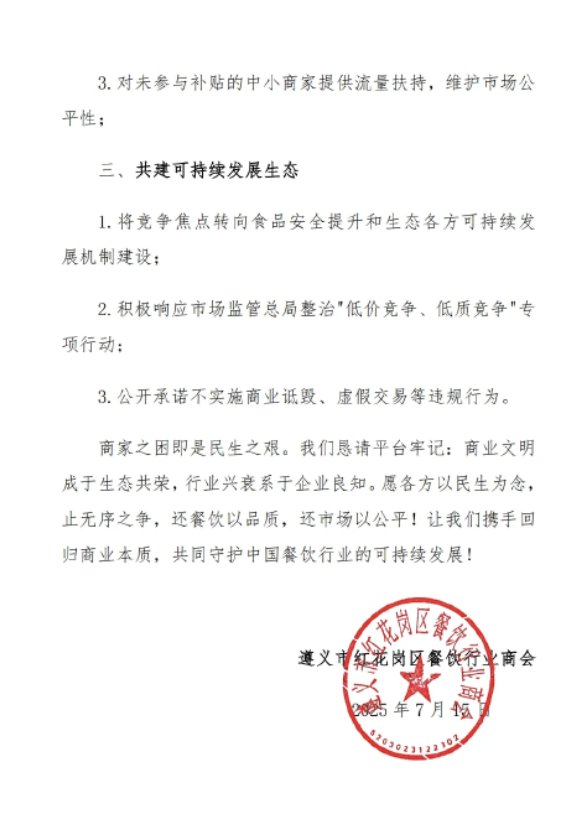 3.对未参与补贴的中小商家提供流量扶持，维护市场公
平性；
三、共建可持续发展生态
1.将竞争焦点转向食品安全提升和生态各方可持续发
展机制建设；
2.积极响应市场监管总局整治"低价竞争、低质竞争"专
项行动；
3.公开承诺不实施商业诋毁、虚假交易等违规行为。
商家之困即是民生之艰。我们恳请平台牢记：商业文明
成于生态共荣，行业兴衰系于企业良知。愿各方以民生为念，
止无序之争，还餐饮以品质，还市场以公平！让我们携手回
归商业本质，共同守护中国餐饮行业的可持续发展！
遵义市红花岗区餐饮行业商会
2025年7月15日
遵义市红花岗区餐饮行业商会
5203023122302